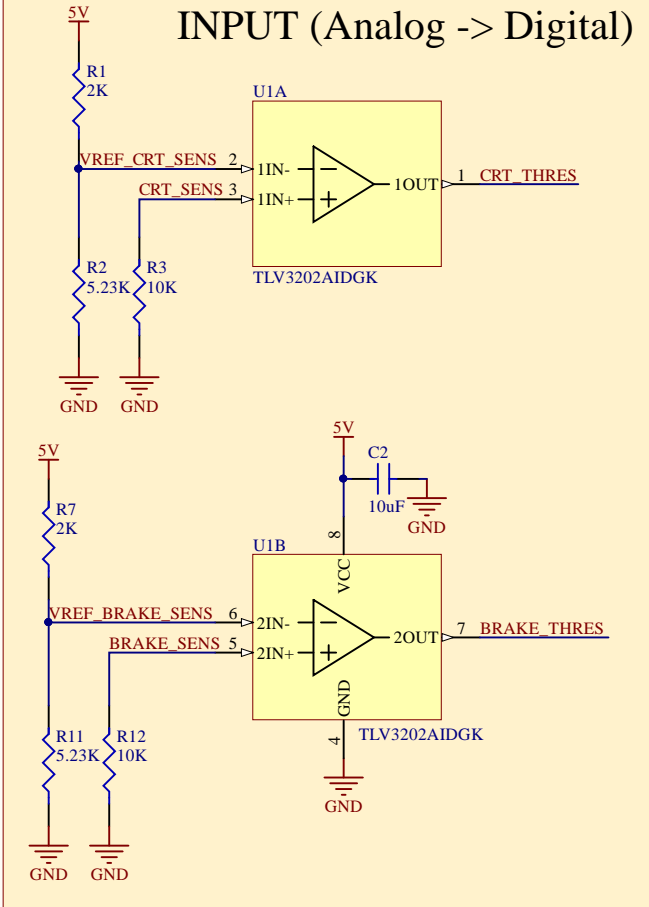 INPUT (Analog -> Digital)
5V
R1
2K
U1A
VREF_CRT_SENS 2 1IN-
CRT_SENS 3 1IN+
1OUT 1 CRT_THRES
R2
5.23K
R3
10K
TLV3202AIDGK
GND GND
5V
C2
10uF
GND
5V
R7
2K
U1B
8
VCC
VREF_BRAKE_SENS 6 2IN-
BRAKE_SENS 5 2IN+
2OUT 7 BRAKE_THRES
R11
5.23K
R12
10K
GND
4
TLV3202AIDGK
GND
GND GND